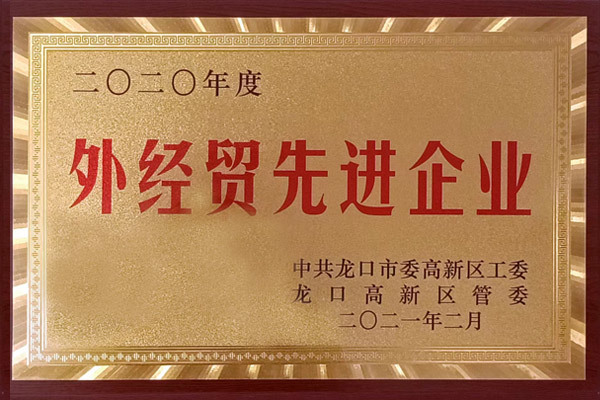 二〇二〇年度
外经贸先进企业
中共龙口市委高新区工委
龙口高新区管委
二〇二一年二月